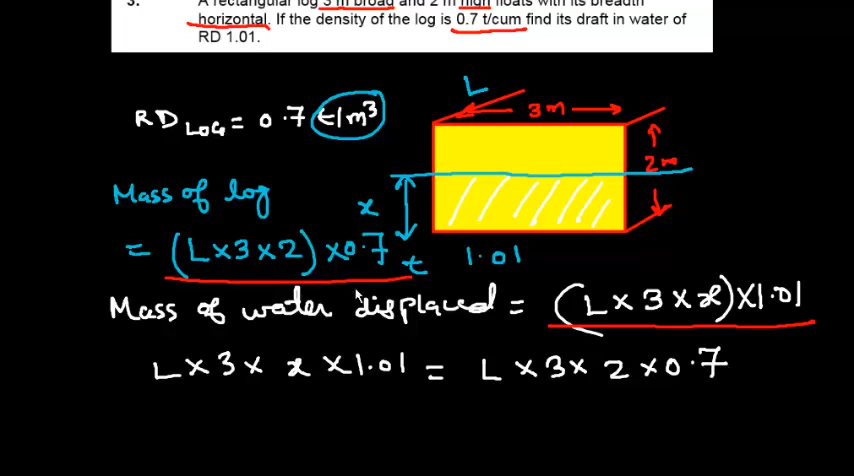 3. A rectangular log 3 m broad and 2 m high floats with its breadth
horizontal. If the density of the log is 0.7 t/cum find its draft in water of
RD 1.01.
L
RD LOG = 0.7 t/m³
3m
2m
Mass of log
x
= (L×3×2)×0.7 t
1.01
Mass of water displaced = (L×3×x)×1.01
L×3×x×1.01 = L×3×2×0.7